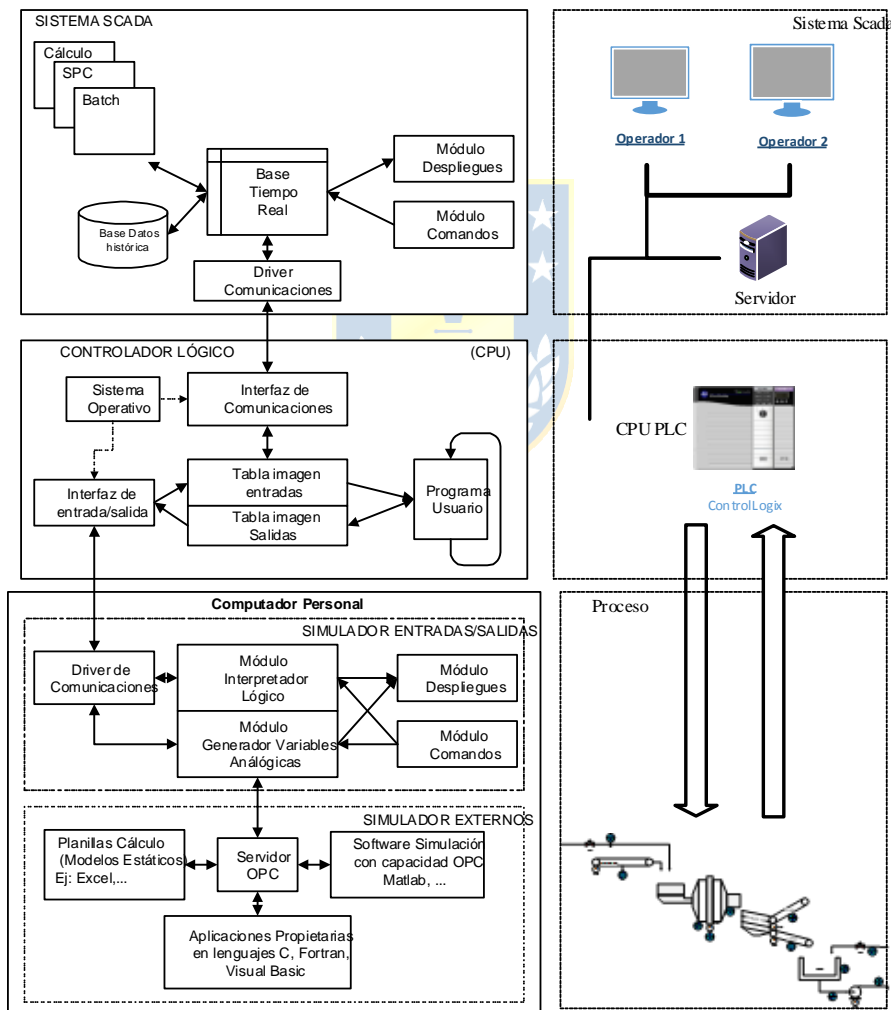 SISTEMA SCADA
Cálculo
SPC
Batch
Base
Tiempo
Real
Base Datos
histórica
Módulo
Despliegues
Módulo
Comandos
Driver
Comunicaciones
Sistema Scada
Operador 1
Operador 2
Servidor
CONTROLADOR LÓGICO
(CPU)
Sistema
Operativo
Interfaz de
Comunicaciones
Interfaz de
entrada/salida
Tabla imagen
entradas
Tabla imagen
Salidas
Programa
Usuario
CPU PLC
PLC
ControlLogix
Computador Personal
SIMULADOR ENTRADAS/SALIDAS
Driver de
Comunicaciones
Módulo
Interpretador
Lógico
Módulo
Generador Variables
Análógicas
Módulo
Despliegues
Módulo
Comandos
SIMULADOR EXTERNOS
Planillas Cálculo
(Modelos Estáticos)
Ej: Excel,...
Servidor
OPC
Software Simulación
con capacidad OPC
Matlab, ...
Aplicaciones Propietarias
en lenguajes C, Fortran,
Visual Basic
Proceso